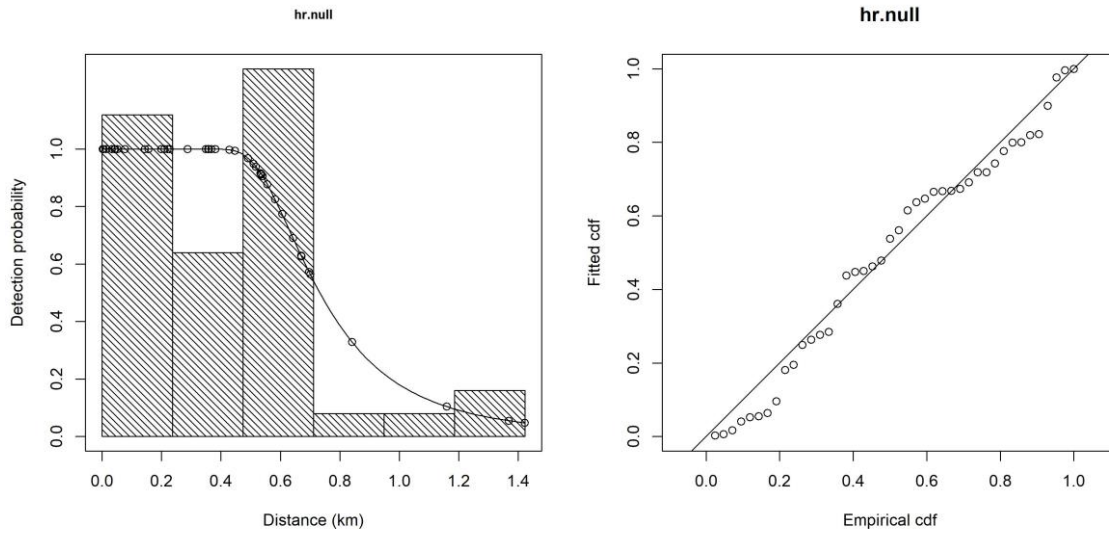 hr.null
Detection probability
1.0
0.8
0.6
0.4
0.2
0.0
0.0 0.2 0.4 0.6 0.8 1.0 1.2 1.4
Distance (km)
hr.null
Fitted cdf
1.0
0.8
0.6
0.4
0.2
0.0
0.0 0.2 0.4 0.6 0.8 1.0
Empirical cdf